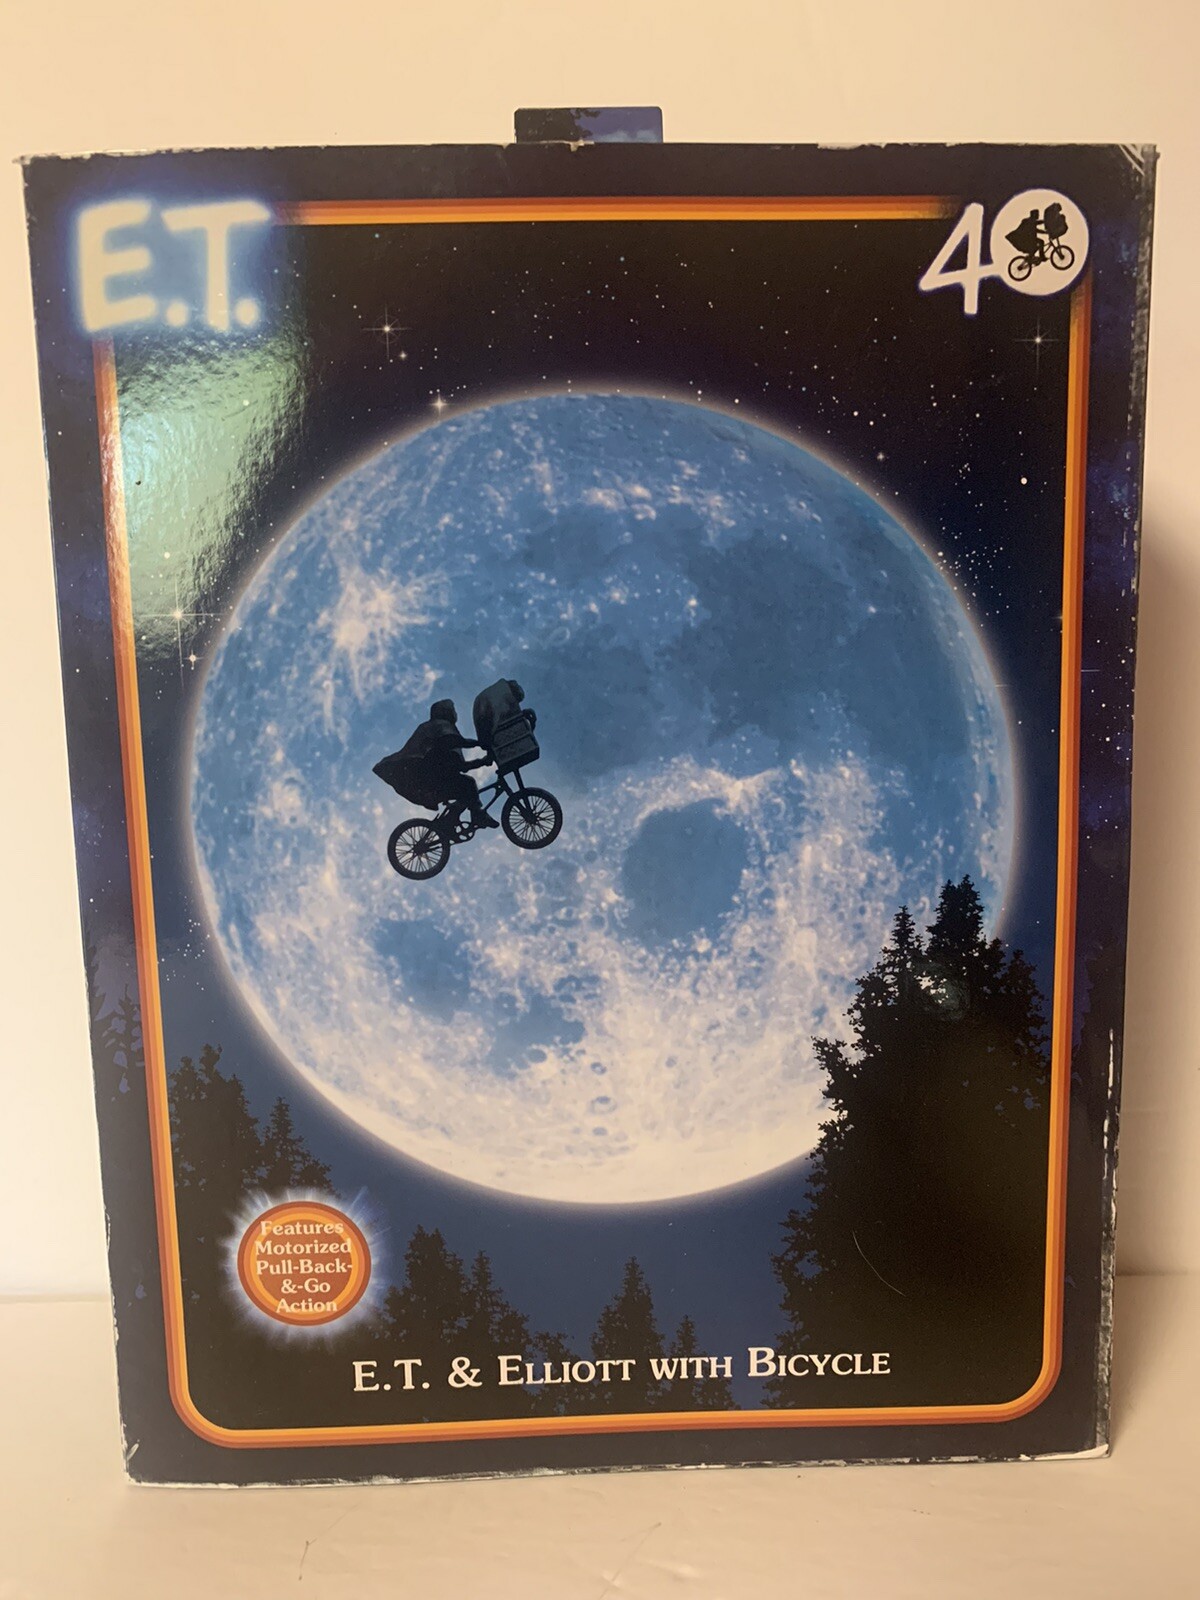 E.T.
40
Features
Motorized
Pull-Back-
&-Go
Action
E.T. & ELLIOTT WITH BICYCLE